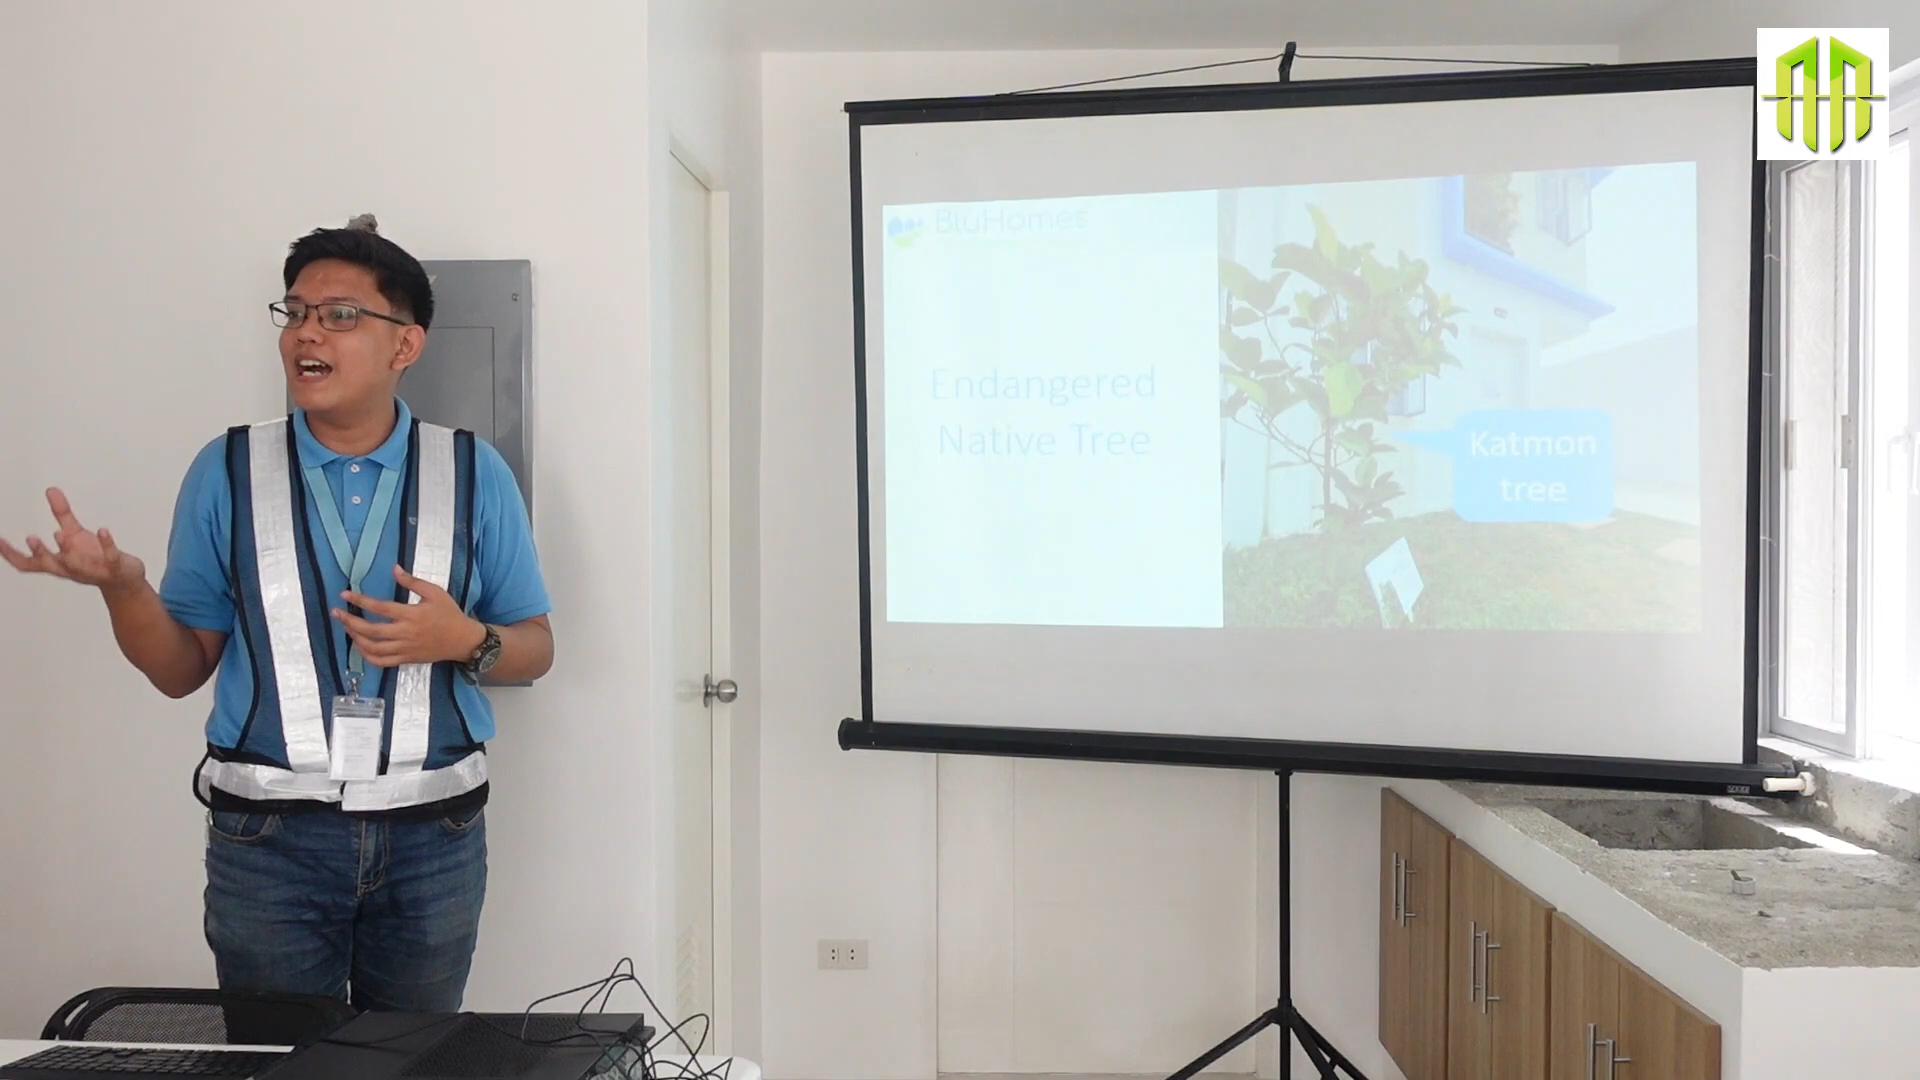 BluHomes
Endangered
Native Tree
Katmon
tree